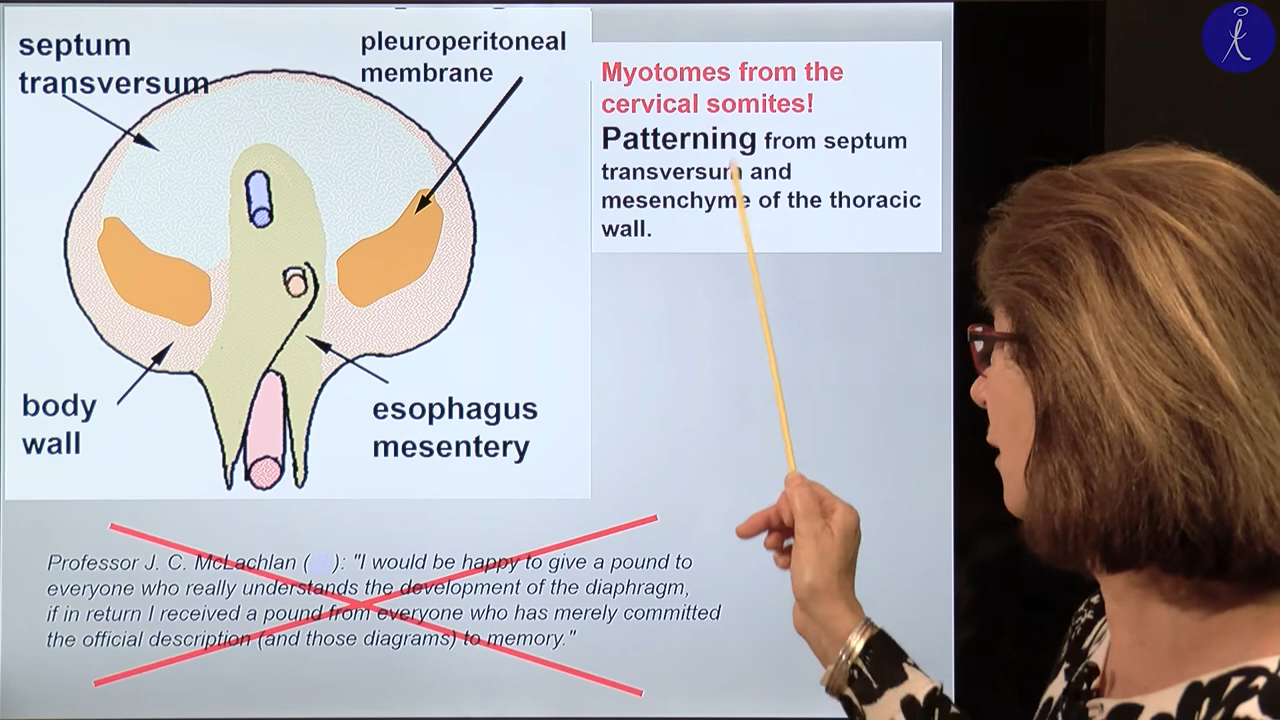 septum
transversum
pleuroperitoneal
membrane
body
wall
esophagus
mesentery
Myotomes from the
cervical somites!
Patterning from septum
transversum and
mesenchyme of the thoracic
wall.
Professor J. C. McLachlan ( ): "I would be happy to give a pound to
everyone who really understands the development of the diaphragm,
if in return I received a pound from everyone who has merely committed
the official description (and those diagrams) to memory."